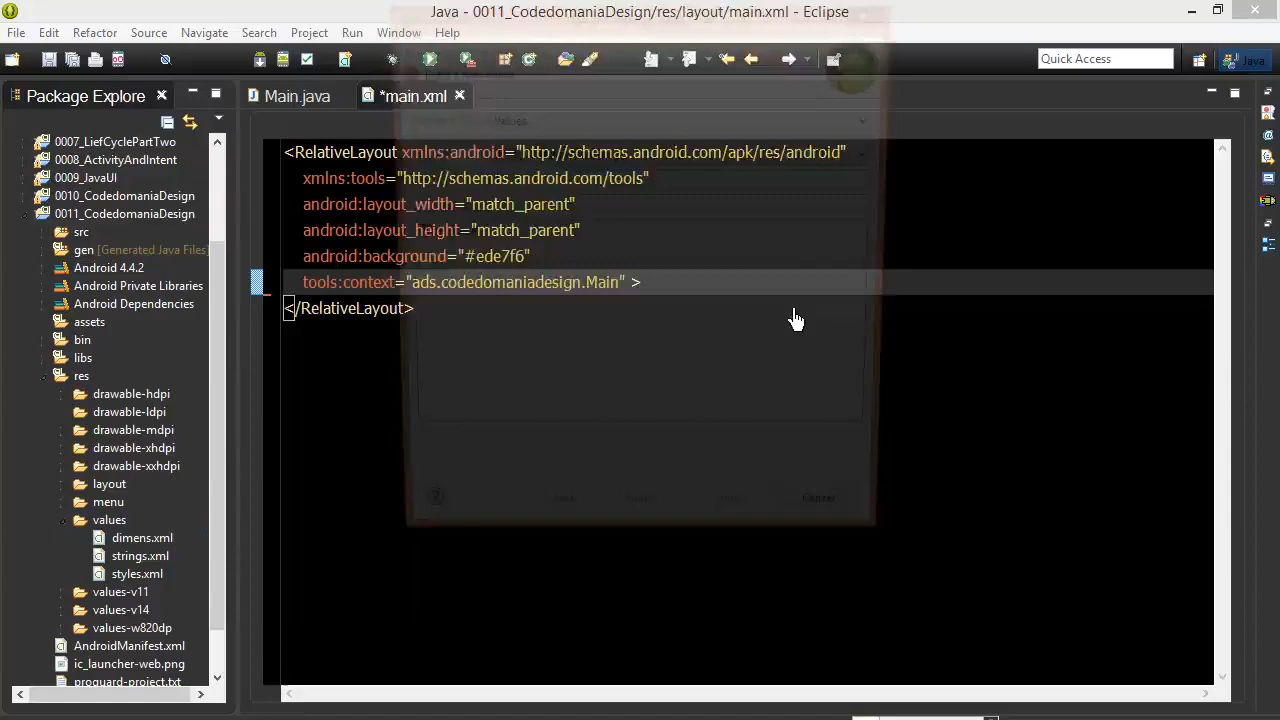 Java - 0011_CodedomaniaDesign/res/layout/main.xml - Eclipse
File Edit Refactor Source Navigate Search Project Run Window Help
Quick Access
Java
Package Explore
Main.java
*main.xml
0007_LiefCyclePartTwo
0008_ActivityAndIntent
0009_JavaUI
0010_CodedomaniaDesign
0011_CodedomaniaDesign
src
gen [Generated Java Files]
Android 4.4.2
Android Private Libraries
Android Dependencies
assets
bin
libs
res
drawable-hdpi
drawable-ldpi
drawable-mdpi
drawable-xhdpi
drawable-xxhdpi
layout
menu
values
dimens.xml
strings.xml
styles.xml
values-v11
values-v14
values-w820dp
AndroidManifest.xml
ic_launcher-web.png
proguard-project.txt
Values
<RelativeLayout xmlns:android="http://schemas.android.com/apk/res/android"
xmlns:tools="http://schemas.android.com/tools"
android:layout_width="match_parent"
android:layout_height="match_parent"
android:background="#ede7f6"
tools:context="ads.codedomaniadesign.Main" >
</RelativeLayout>
Cancel